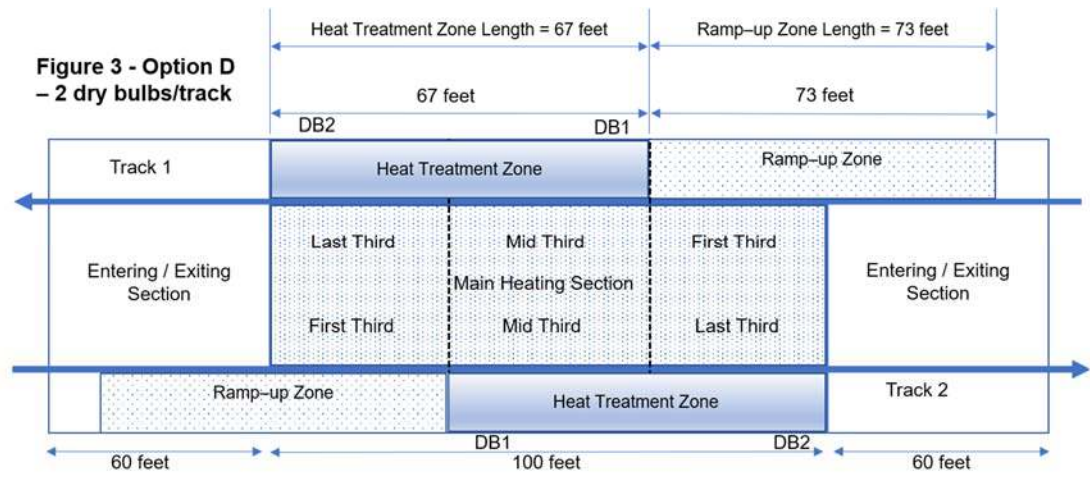 Heat Treatment Zone Length = 67 feet
Ramp–up Zone Length = 73 feet
Figure 3 - Option D
– 2 dry bulbs/track
67 feet
73 feet
DB2
DB1
Track 1
Heat Treatment Zone
Ramp–up Zone
Last Third
Mid Third
First Third
Entering / Exiting
Section
Main Heating Section
Entering / Exiting
Section
First Third
Mid Third
Last Third
Ramp–up Zone
Heat Treatment Zone
Track 2
DB1
DB2
60 feet
100 feet
60 feet